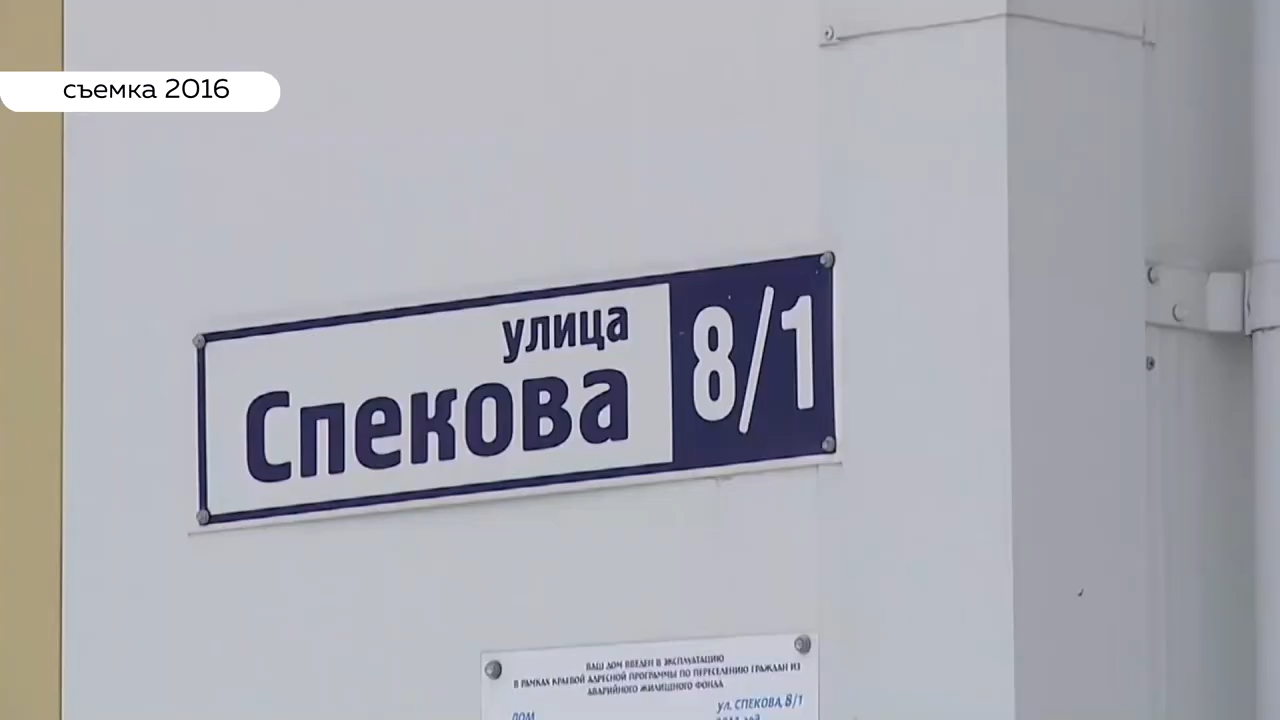 съемка 2016
улица
Спекова
8/1
ВАШ ДОМ ВВЕДЕН В ЭКСПЛУАТАЦИЮ
В РАМКАХ КРАЕВОЙ АДРЕСНОЙ ПРОГРАММЫ ПО ПЕРЕСЕЛЕНИЮ ГРАЖДАН ИЗ
АВАРИЙНОГО ЖИЛИЩНОГО ФОНДА
ДОМ
ул. СПЕКОВА, 8/1